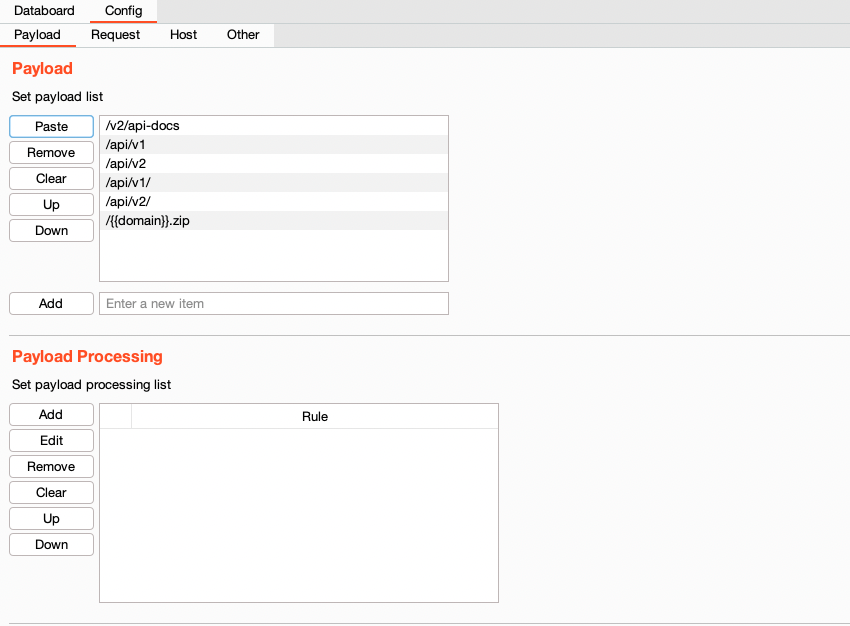 Databoard Config
Payload Request Host Other
Payload
Set payload list
Paste
Remove
Clear
Up
Down
/v2/api-docs
/api/v1
/api/v2
/api/v1/
/api/v2/
/{{domain}}.zip
Add Enter a new item
Payload Processing
Set payload processing list
Add
Edit
Remove
Clear
Up
Down
Rule